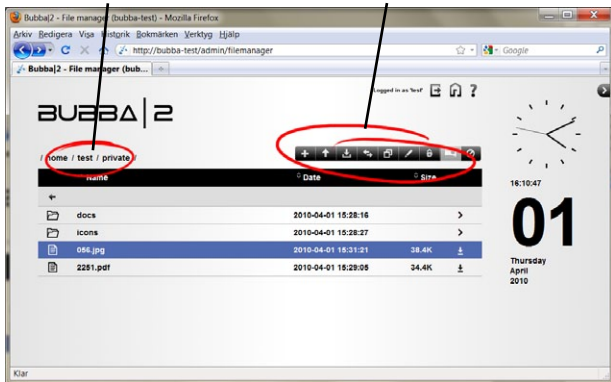 Bubba|2 - File manager (bubba-test) - Mozilla Firefox
Arkiv Redigera Visa Historik Bokmärken Verktyg Hjälp
http://bubba-test/admin/filemanager
Google
Bubba|2 - File manager (bub...
Logged in as 'test'
BUBBA|2
/ home / test / private /
Name Date Size
docs 2010-04-01 15:28:16
icons 2010-04-01 15:28:27
056.jpg 2010-04-01 15:31:21 38.4K
2251.pdf 2010-04-01 15:29:05 34.4K
16:10:47
01
Thursday
April
2010
Klar